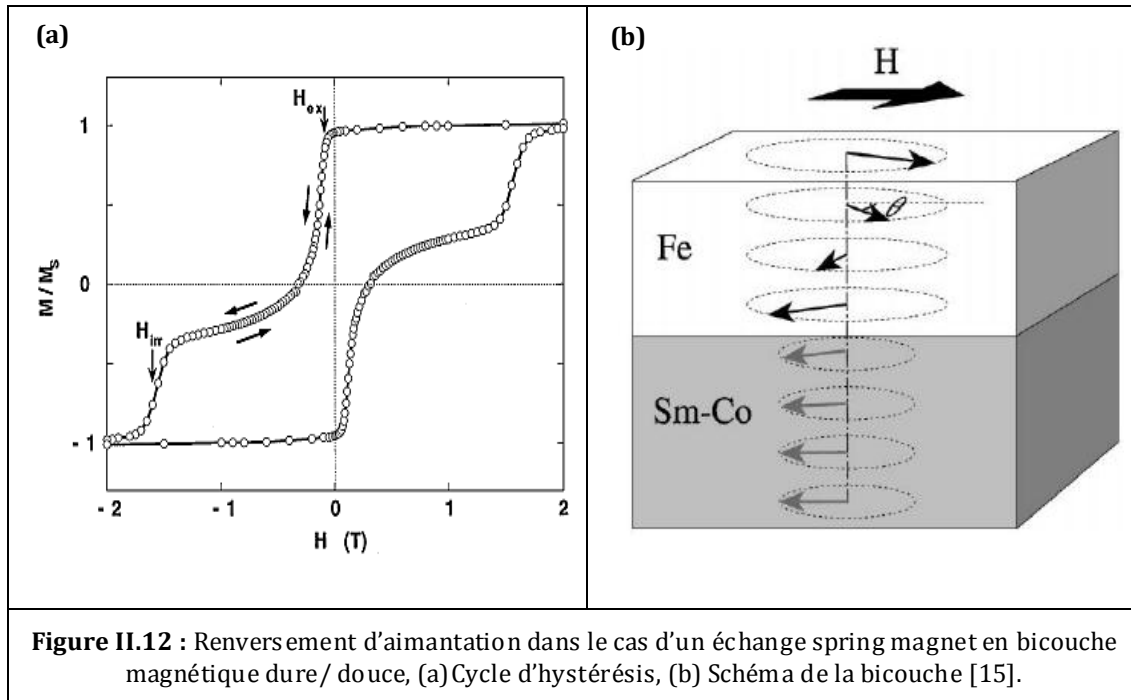 (a)
H_ex
1
M / M_s
0
H_irr
- 1
- 2
- 1
0
1
2
H (T)
(b)
H
θ
Fe
Sm-Co
Figure II.12 : Renversement d'aimantation dans le cas d'un échange spring magnet en bicouche
magnétique dure/ douce, (a)Cycle d'hystérésis, (b) Schéma de la bicouche [15].